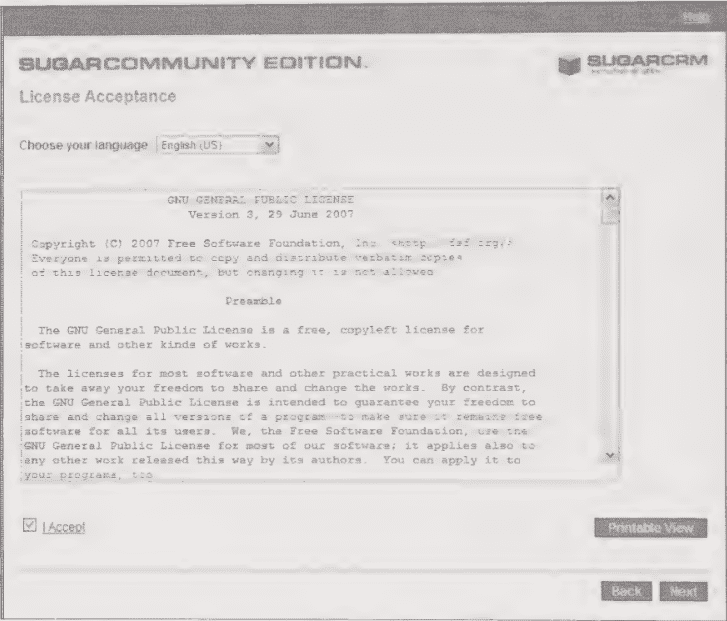 Help
SUGARCOMMUNITY EDITION.
SUGARCRM
License Acceptance
Choose your language English (US)
GNU GENERAL PUBLIC LICENSE
Version 3, 29 June 2007
Copyright (C) 2007 Free Software Foundation, Inc. fsf.org/>
Everyone is permitted to copy and distribute verbatim copies
of this license document, but changing it is not allowed
Preamble
The GNU General Public License is a free, copyleft license for
software and other kinds of works.
The licenses for most software and other practical works are designed
to take away your freedom to share and change the works. By contrast,
the GNU General Public License is intended to guarantee your freedom to
share and change all versions of a program--to make sure it remains free
software for all its users. We, the Free Software Foundation, use the
GNU General Public License for most of our software; it applies also to
any other work released this way by its authors. You can apply it to
your programs, too
I Accept
Printable View
Back Next